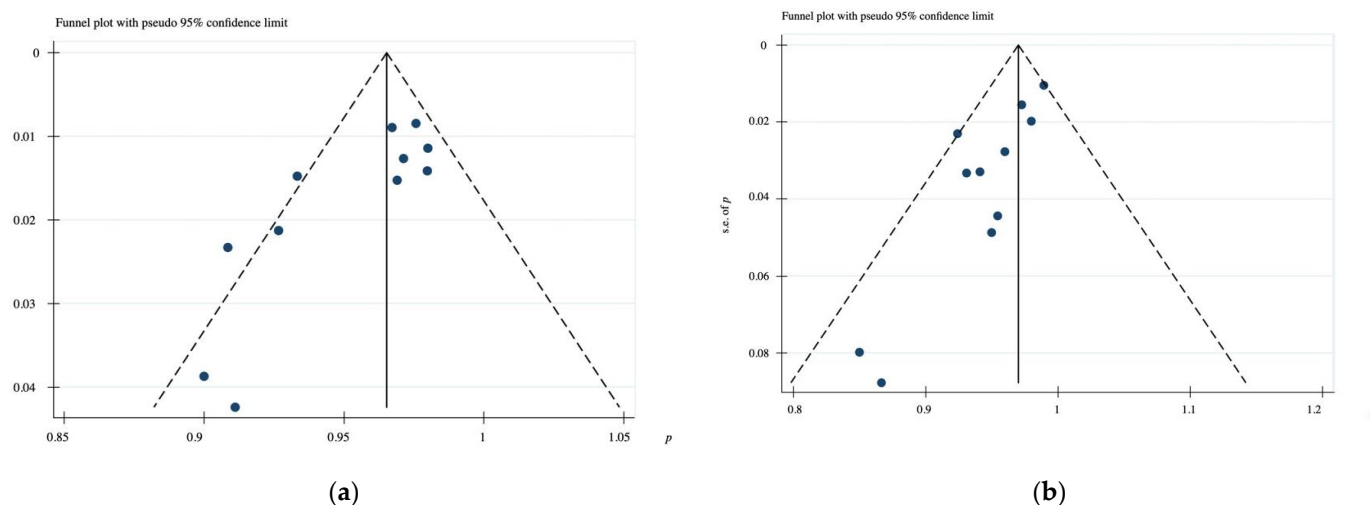 Funnel plot with pseudo 95% confidence limit
0
0.01
0.02
0.03
0.04
0.85 0.9 0.95 1 1.05 p
(a)
Funnel plot with pseudo 95% confidence limit
s.e. of p
0
0.02
0.04
0.06
0.08
0.8 0.9 1 1.1 1.2
(b)